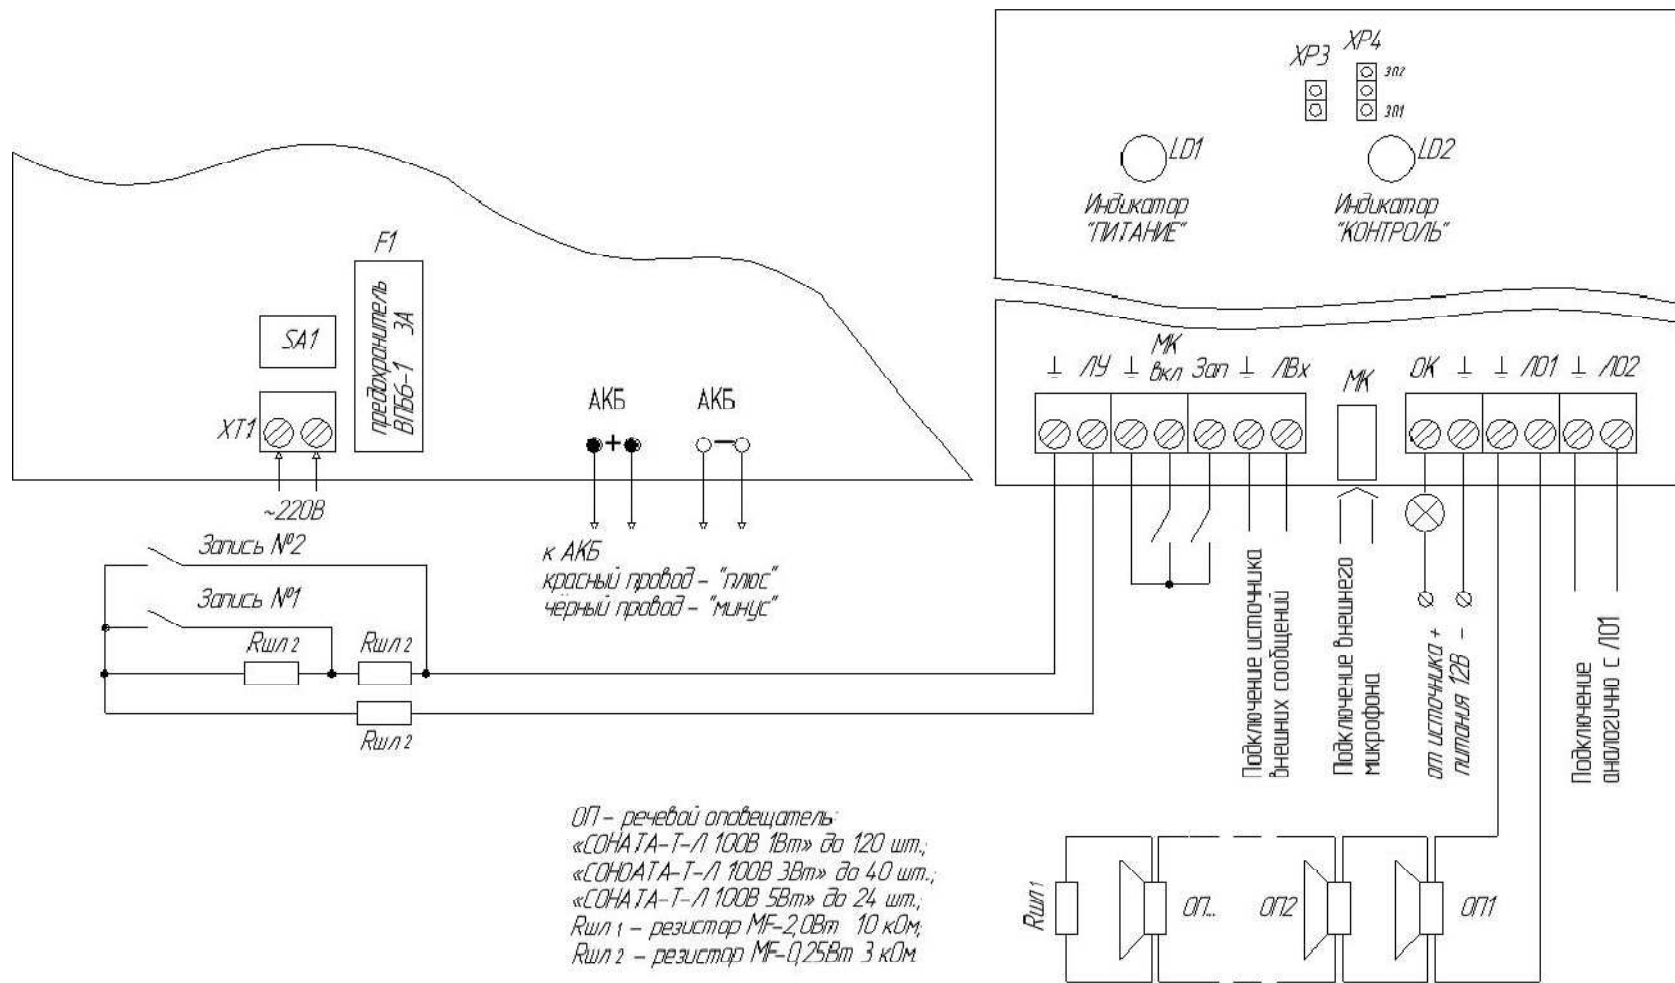 XP3
XP4
ЗП2
ЗП1
LD1
LD2
Индикатор
"ПИТАНИЕ"
Индикатор
"КОНТРОЛЬ"
F1
предохранитель
ВПБ6-1 3А
SA1
XT1
~220В
АКБ
АКБ
+
−
к АКБ
красный провод – "плюс"
чёрный провод – "минус"
Запись №2
Запись №1
Rшл 2
Rшл 2
Rшл 2
⊥ ЛУ ⊥ МК вкл Зап ⊥ ЛВх
МК
ОК ⊥ ⊥ ЛО1 ⊥ ЛО2
Подключение источника
внешних сообщений
Подключение внешнего
микрофона
от источника +
питания 12В –
Подключение
аналогично с ЛО1
Rшл 1
ОП...
ОП2
ОП1
ОП – речевой оповещатель:
«СОНАТА-Т-Л 100В 1Вт» до 120 шт.;
«СОНОАТА-Т-Л 100В 3Вт» до 40 шт.;
«СОНАТА-Т-Л 100В 5Вт» до 24 шт.;
Rшл 1 – резистор MF-2,0Вт 10 кОм;
Rшл 2 – резистор MF-0,25Вт 3 кОм.